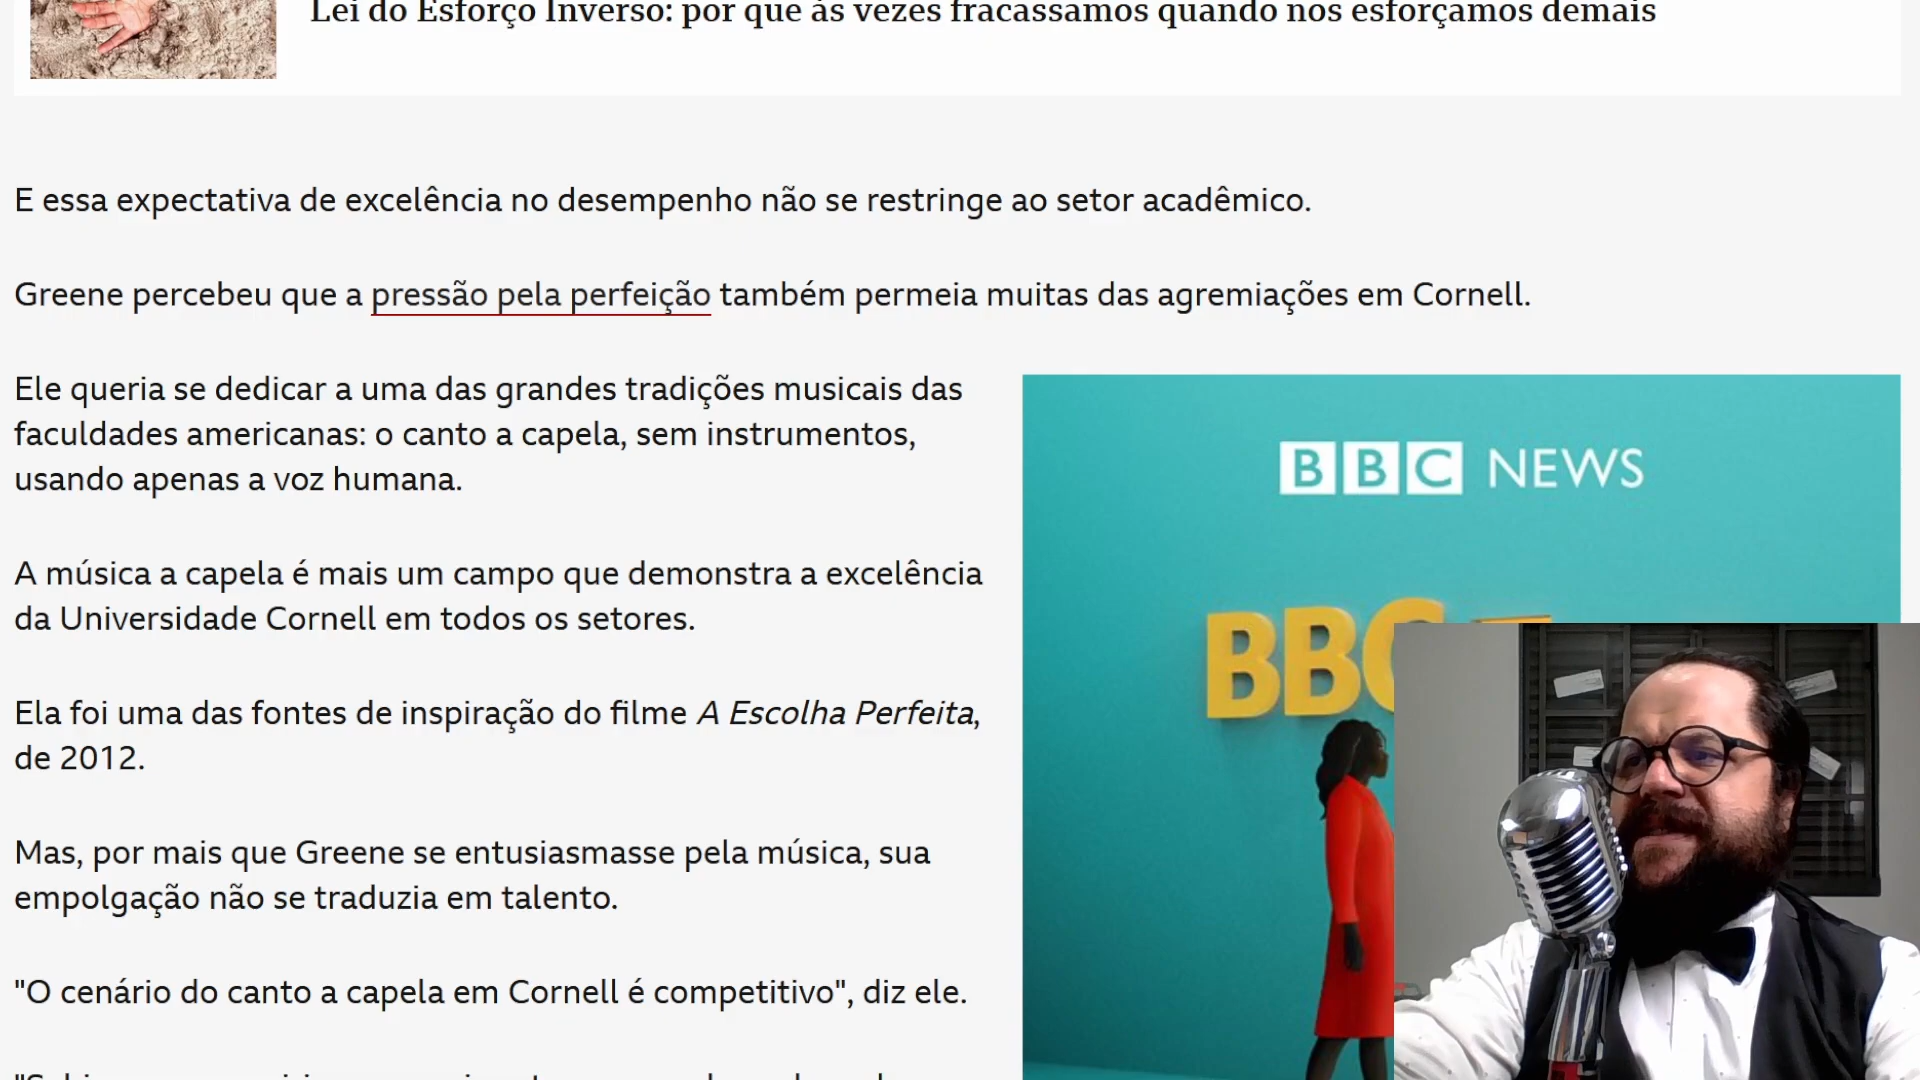 Lei do Esforço Inverso: por que às vezes fracassamos quando nos esforçamos demais
E essa expectativa de excelência no desempenho não se restringe ao setor acadêmico.
Greene percebeu que a pressão pela perfeição também permeia muitas das agremiações em Cornell.
Ele queria se dedicar a uma das grandes tradições musicais das
faculdades americanas: o canto a capela, sem instrumentos,
usando apenas a voz humana.
A música a capela é mais um campo que demonstra a excelência
da Universidade Cornell em todos os setores.
Ela foi uma das fontes de inspiração do filme A Escolha Perfeita,
de 2012.
Mas, por mais que Greene se entusiasmasse pela música, sua
empolgação não se traduzia em talento.
"O cenário do canto a capela em Cornell é competitivo", diz ele.
BBC NEWS
BBC